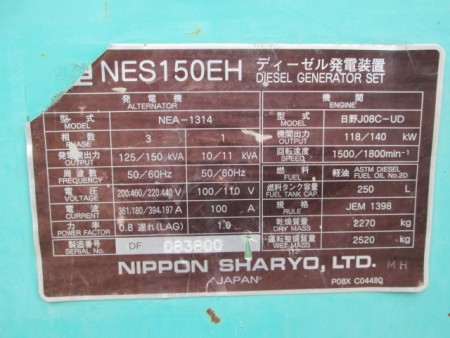 NES150EH ディーゼル発電装置
DIESEL GENERATOR SET
発電機
ALTERNATOR
型式
MODEL
NEA-1314
相数
PHASE
3 1
発電機出力
OUTPUT
125/150 kVA 10/11 kVA
周波数
FREQUENCY
50/60Hz 50/60Hz
電圧
VOLTAGE
200.400/220.440 V 100/110 V
電流
CURRENT
361.180/394.197 A 100 A
力率
POWER FACTOR
0.8 遅れ(LAG) 1.0
製造番号
SERIAL No.
DF 083800
機関
ENGINE
型式
MODEL
日野J08C-UD
機関出力
OUTPUT
118/140 kW
回転速度
SPEED
1500/1800min-1
燃料
FUEL
軽油 ASTM DIESEL FUEL OIL No.2D
燃料タンク容量
FUEL TANK CAP.
250 L
規格
RULE
JEM 1398
乾燥質量
DRY MASS
2270 kg
運転整備質量
WET MASS
2520 kg
NIPPON SHARYO, LTD. MH
"JAPAN"
P08X C04480